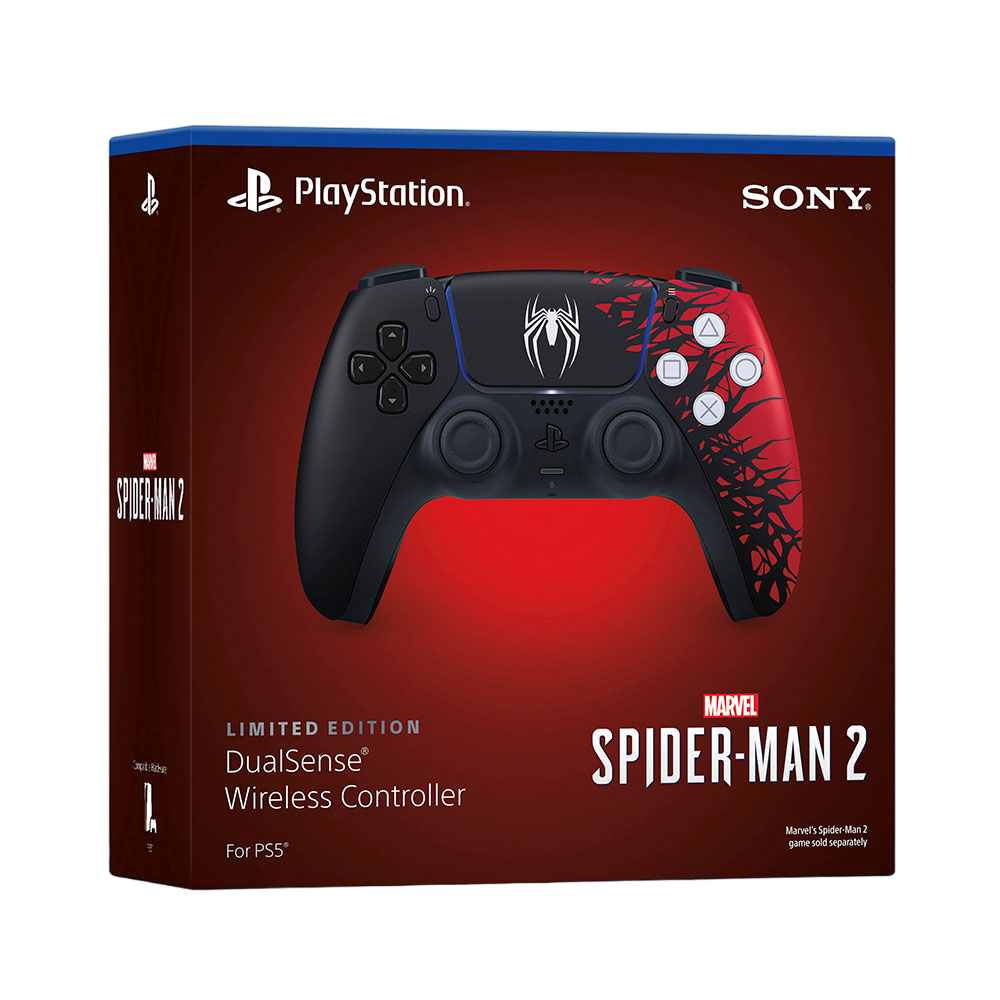 PlayStation®
SONY®
MARVEL
SPIDER-MAN 2
LIMITED EDITION
DualSense®
Wireless Controller
For PS5®
MARVEL
SPIDER-MAN 2
Marvel's Spider-Man 2
game sold separately